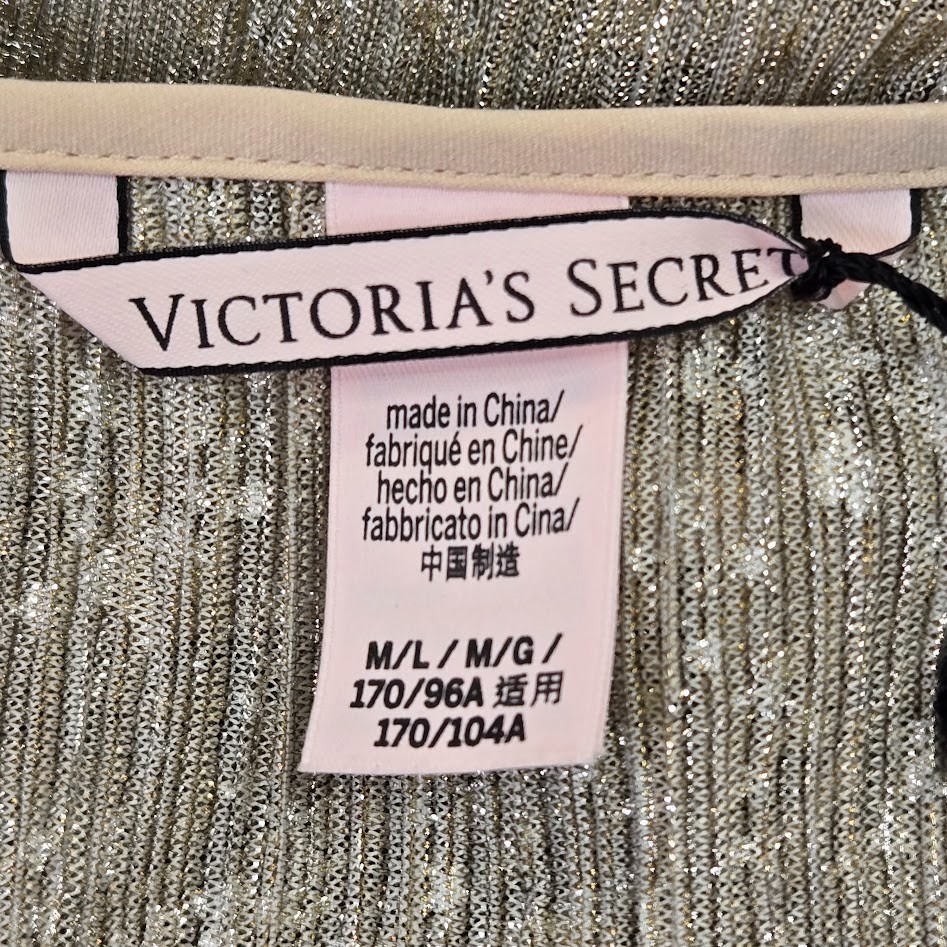 VICTORIA'S SECRET
made in China/
fabriqué en Chine/
hecho en China/
fabbricato in Cina/
中国制造
M/L / M/G /
170/96A 适用
170/104A